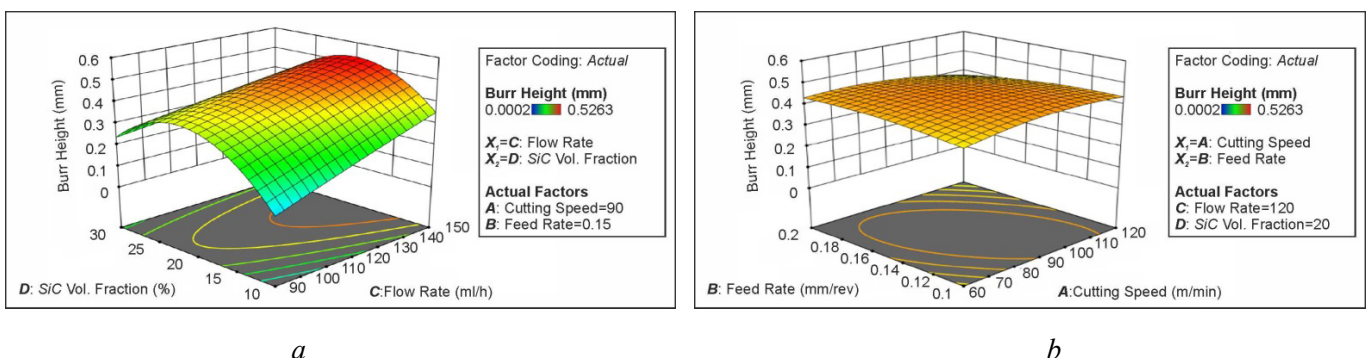 0.6
0.5
0.4
0.3
0.2
0.1
0
Burr Height (mm)
30
25
20
15
10
90
100
110
120
130
140
150
D: SiC Vol. Fraction (%)
C:Flow Rate (ml/h)
Factor Coding: Actual
Burr Height (mm)
0.0002 0.5263
X₁=C: Flow Rate
X₂=D: SiC Vol. Fraction
Actual Factors
A: Cutting Speed=90
B: Feed Rate=0.15
a
0.6
0.5
0.4
0.3
0.2
0.1
0
Burr Height (mm)
0.2
0.18
0.16
0.14
0.12
0.1
60
70
80
90
100
110
120
B: Feed Rate (mm/rev)
A:Cutting Speed (m/min)
Factor Coding: Actual
Burr Height (mm)
0.0002 0.5263
X₁=A: Cutting Speed
X₂=B: Feed Rate
Actual Factors
C: Flow Rate=120
D: SiC Vol. Fraction=20
b